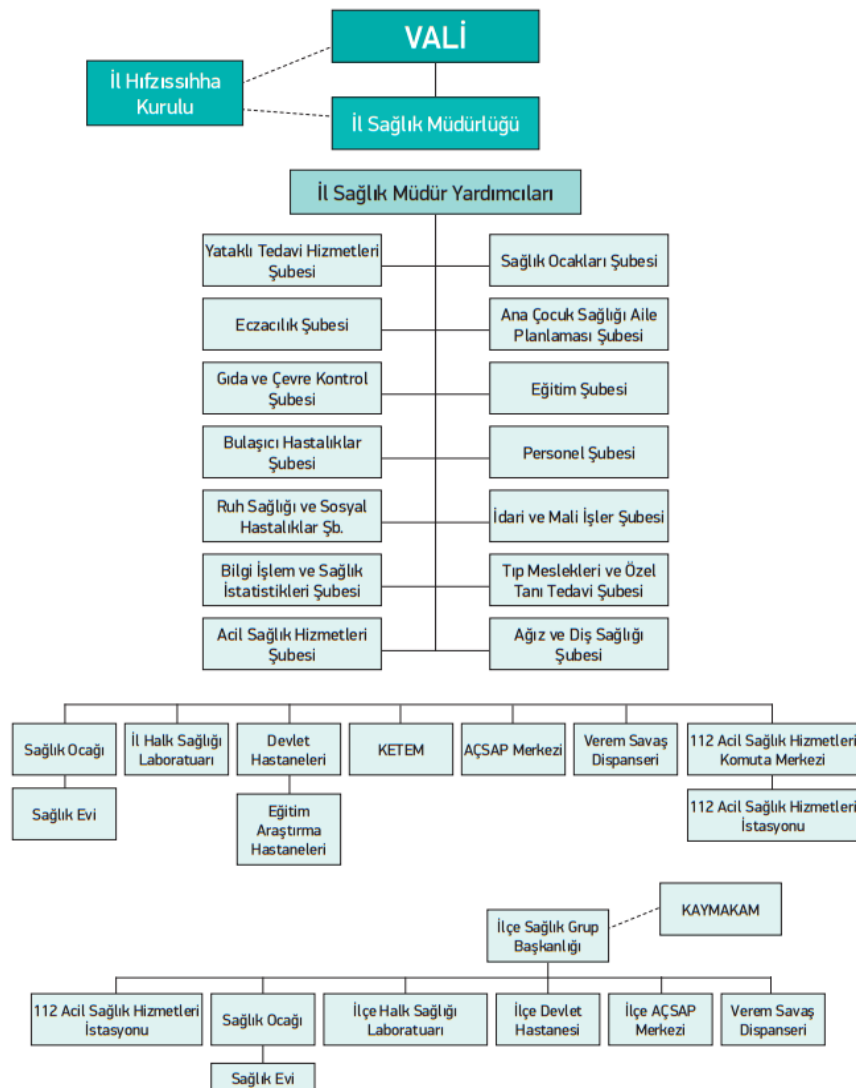 VALİ
İl Hıfzıssıhha
Kurulu
İl Sağlık Müdürlüğü
İl Sağlık Müdür Yardımcıları
Yataklı Tedavi Hizmetleri
Şubesi
Sağlık Ocakları Şubesi
Eczacılık Şubesi
Ana Çocuk Sağlığı Aile
Planlaması Şubesi
Gıda ve Çevre Kontrol
Şubesi
Eğitim Şubesi
Bulaşıcı Hastalıklar
Şubesi
Personel Şubesi
Ruh Sağlığı ve Sosyal
Hastalıklar Şb.
İdari ve Mali İşler Şubesi
Bilgi İşlem ve Sağlık
İstatistikleri Şubesi
Tıp Meslekleri ve Özel
Tanı Tedavi Şubesi
Acil Sağlık Hizmetleri
Şubesi
Ağız ve Diş Sağlığı
Şubesi
Sağlık Ocağı
İl Halk Sağlığı
Laboratuarı
Devlet
Hastaneleri
KETEM
AÇSAP Merkezi
Verem Savaş
Dispanseri
112 Acil Sağlık Hizmetleri
Komuta Merkezi
Sağlık Evi
Eğitim
Araştırma
Hastaneleri
112 Acil Sağlık Hizmetleri
İstasyonu
KAYMAKAM
İlçe Sağlık Grup
Başkanlığı
112 Acil Sağlık Hizmetleri
İstasyonu
Sağlık Ocağı
İlçe Halk Sağlığı
Laboratuarı
İlçe Devlet
Hastanesi
İlçe AÇSAP
Merkezi
Verem Savaş
Dispanseri
Sağlık Evi